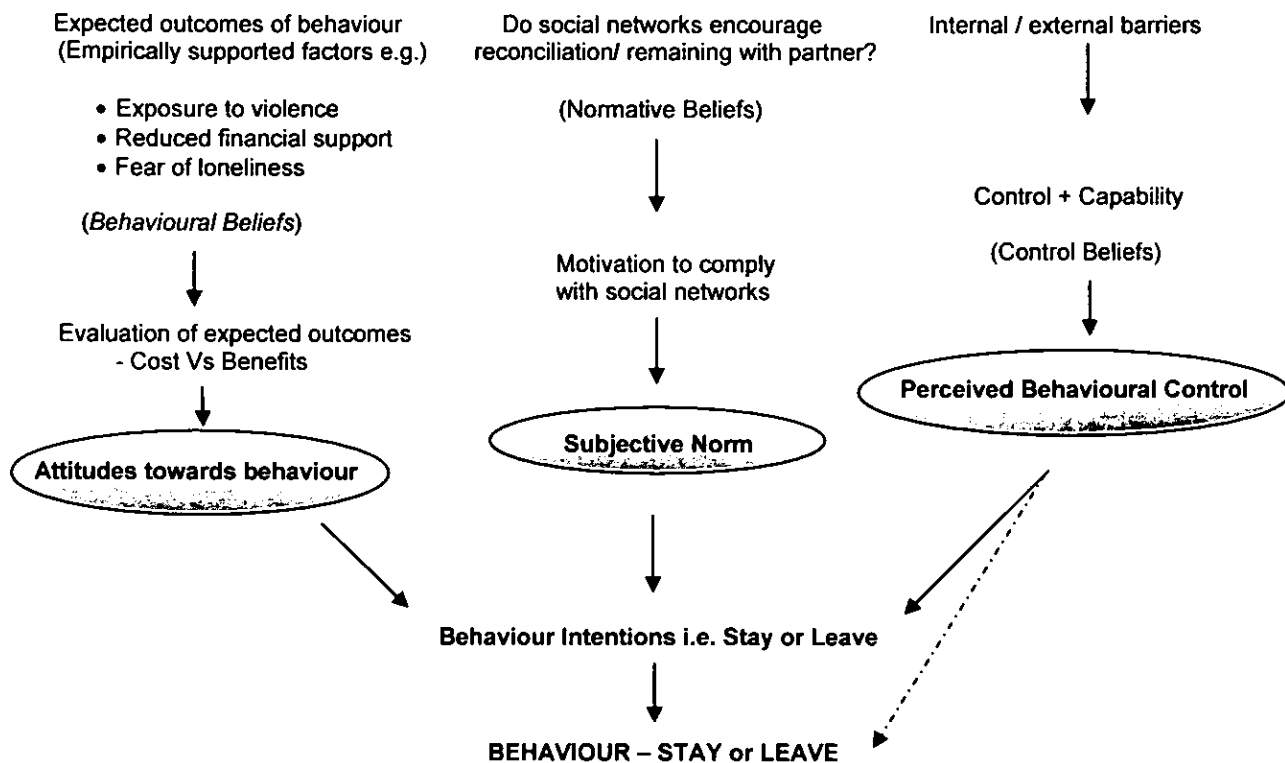 Expected outcomes of behaviour
(Empirically supported factors e.g.)
• Exposure to violence
• Reduced financial support
• Fear of loneliness
(Behavioural Beliefs)
Evaluation of expected outcomes
- Cost Vs Benefits
Attitudes towards behaviour
Do social networks encourage
reconciliation/ remaining with partner?
(Normative Beliefs)
Motivation to comply
with social networks
Subjective Norm
Internal / external barriers
Control + Capability
(Control Beliefs)
Perceived Behavioural Control
Behaviour Intentions i.e. Stay or Leave
BEHAVIOUR – STAY or LEAVE